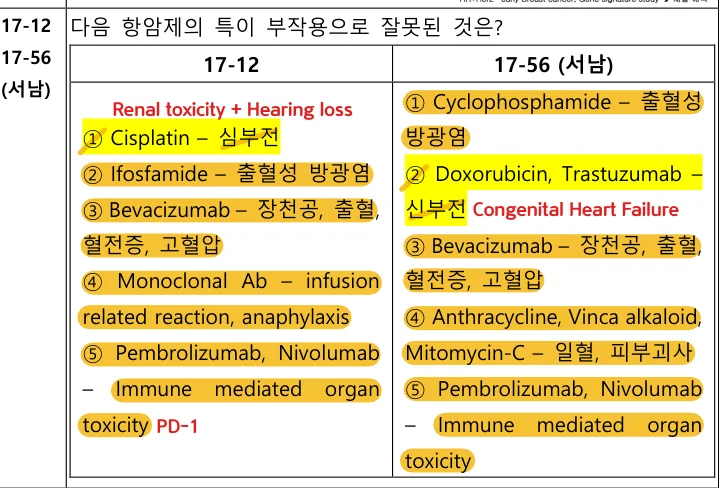 17-12 다음 항암제의 특이 부작용으로 잘못된 것은?
17-56
(서남)
17-12
Renal toxicity + Hearing loss
① Cisplatin – 심부전
② Ifosfamide – 출혈성 방광염
③ Bevacizumab – 장천공, 출혈,
혈전증, 고혈압
④ Monoclonal Ab – infusion
related reaction, anaphylaxis
⑤ Pembrolizumab, Nivolumab
– Immune mediated organ
toxicity PD-1
17-56 (서남)
① Cyclophosphamide – 출혈성
방광염
② Doxorubicin, Trastuzumab –
신부전 Congenital Heart Failure
③ Bevacizumab – 장천공, 출혈,
혈전증, 고혈압
④ Anthracycline, Vinca alkaloid,
Mitomycin-C – 일혈, 피부괴사
⑤ Pembrolizumab, Nivolumab
– Immune mediated organ
toxicity